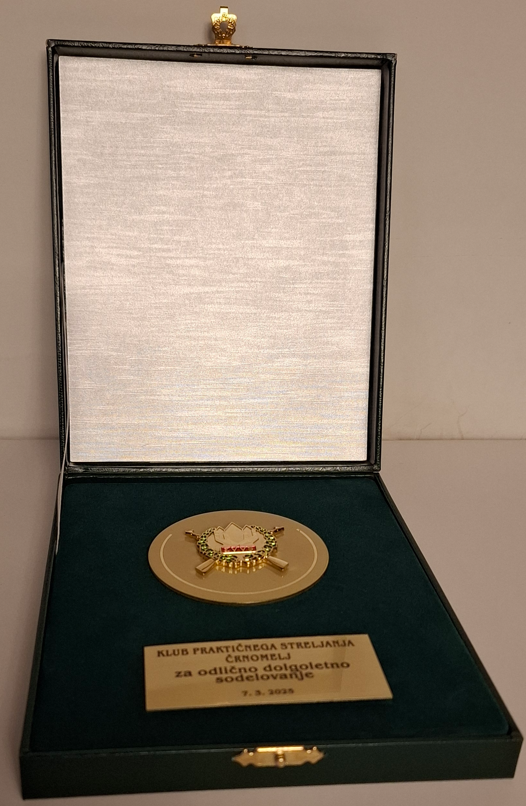 KLUB PRAKTIČNEGA STRELJANJA
ČRNOMELJ
za odlično dolgoletno
sodelovanje
7. 3. 2025